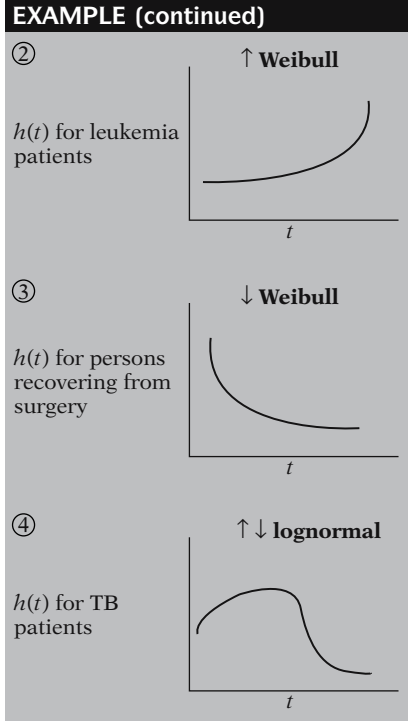 EXAMPLE (continued)
②
↑ Weibull
h(t) for leukemia
patients
t
③
↓ Weibull
h(t) for persons
recovering from
surgery
t
④
↑↓ lognormal
h(t) for TB
patients
t